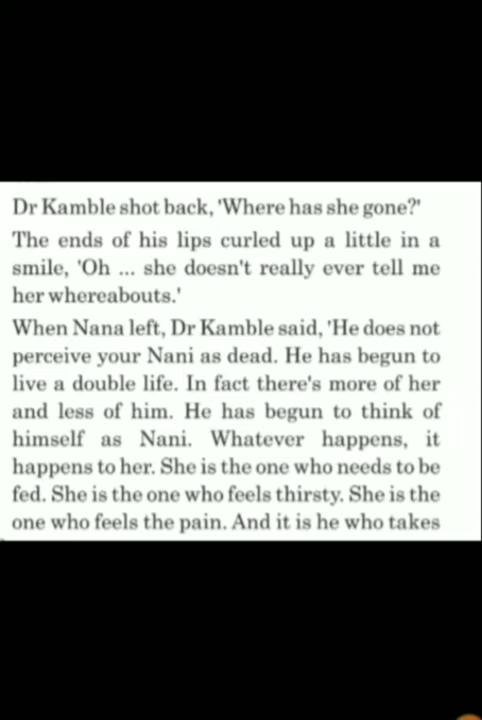 Dr Kamble shot back, 'Where has she gone?'
The ends of his lips curled up a little in a
smile, 'Oh ... she doesn't really ever tell me
her whereabouts.'
When Nana left, Dr Kamble said, 'He does not
perceive your Nani as dead. He has begun to
live a double life. In fact there's more of her
and less of him. He has begun to think of
himself as Nani. Whatever happens, it
happens to her. She is the one who needs to be
fed. She is the one who feels thirsty. She is the
one who feels the pain. And it is he who takes